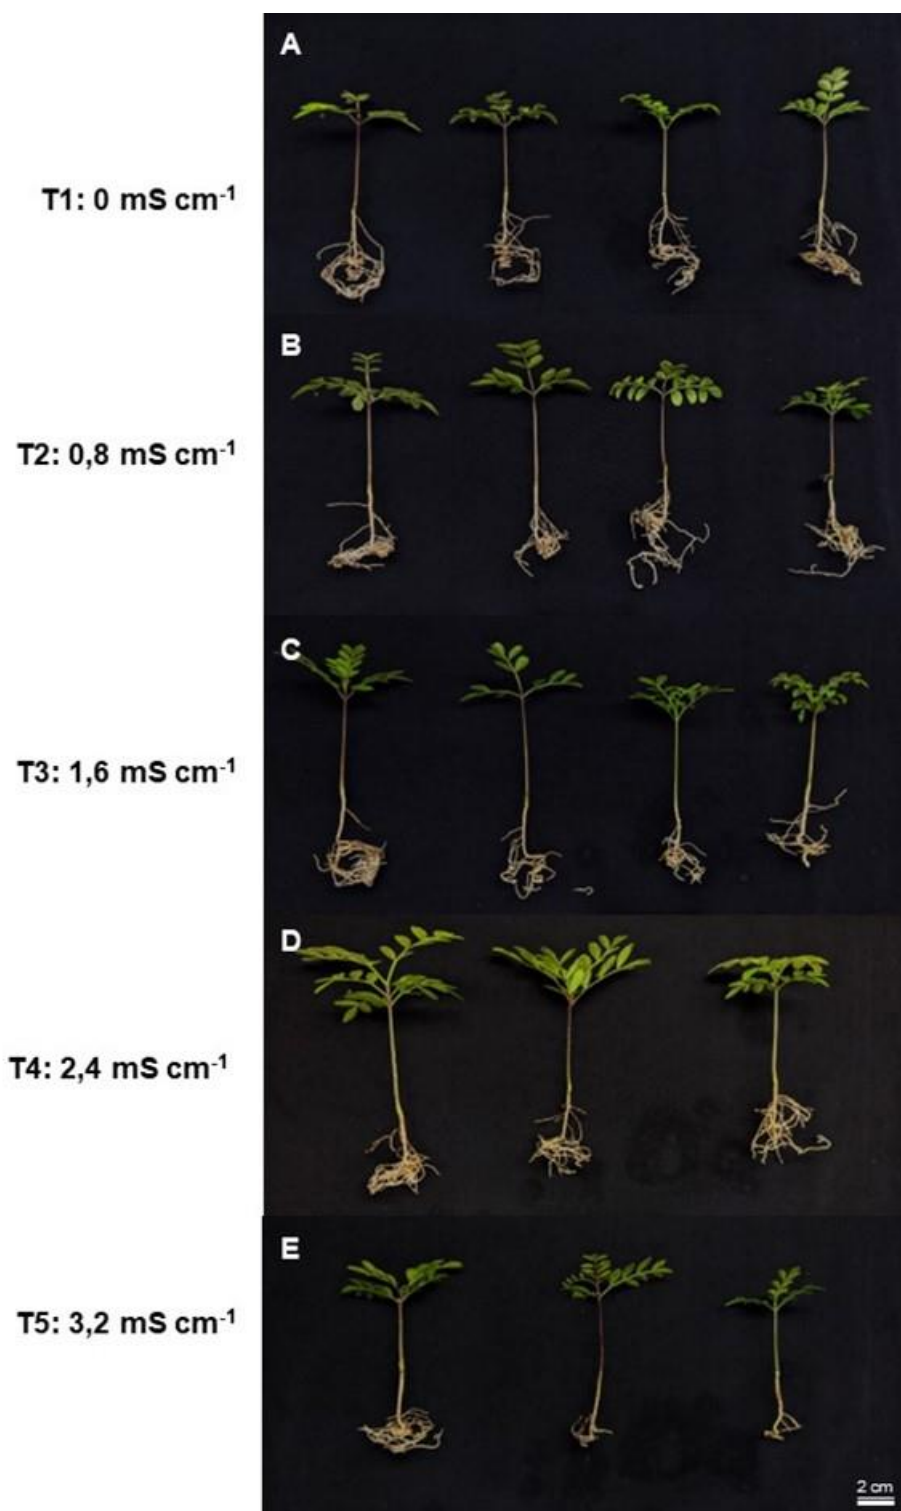 A
T1: 0 mS cm⁻¹
B
T2: 0,8 mS cm⁻¹
C
T3: 1,6 mS cm⁻¹
D
T4: 2,4 mS cm⁻¹
E
T5: 3,2 mS cm⁻¹
2 cm